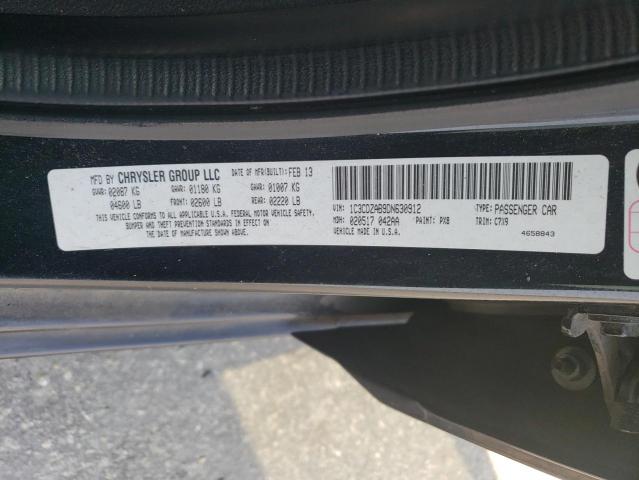 MFD BY CHRYSLER GROUP LLC DATE OF MFR(BUILT): FEB 13
GVWR: 02087 KG GAWR: 01180 KG GAWR: 01007 KG
04600 LB FRONT: 02600 LB REAR: 02220 LB
THIS VEHICLE CONFORMS TO ALL APPLICABLE U.S.A. FEDERAL MOTOR VEHICLE SAFETY,
BUMPER AND THEFT PREVENTION STANDARDS IN EFFECT ON
THE DATE OF MANUFACTURE SHOWN ABOVE.
VIN: 1C3CDZAB9DN630912 TYPE: PASSENGER CAR
MDH: 020517 042AA PAINT: PX8 TRIM: C7X9
VEHICLE MADE IN U.S.A. 4658843